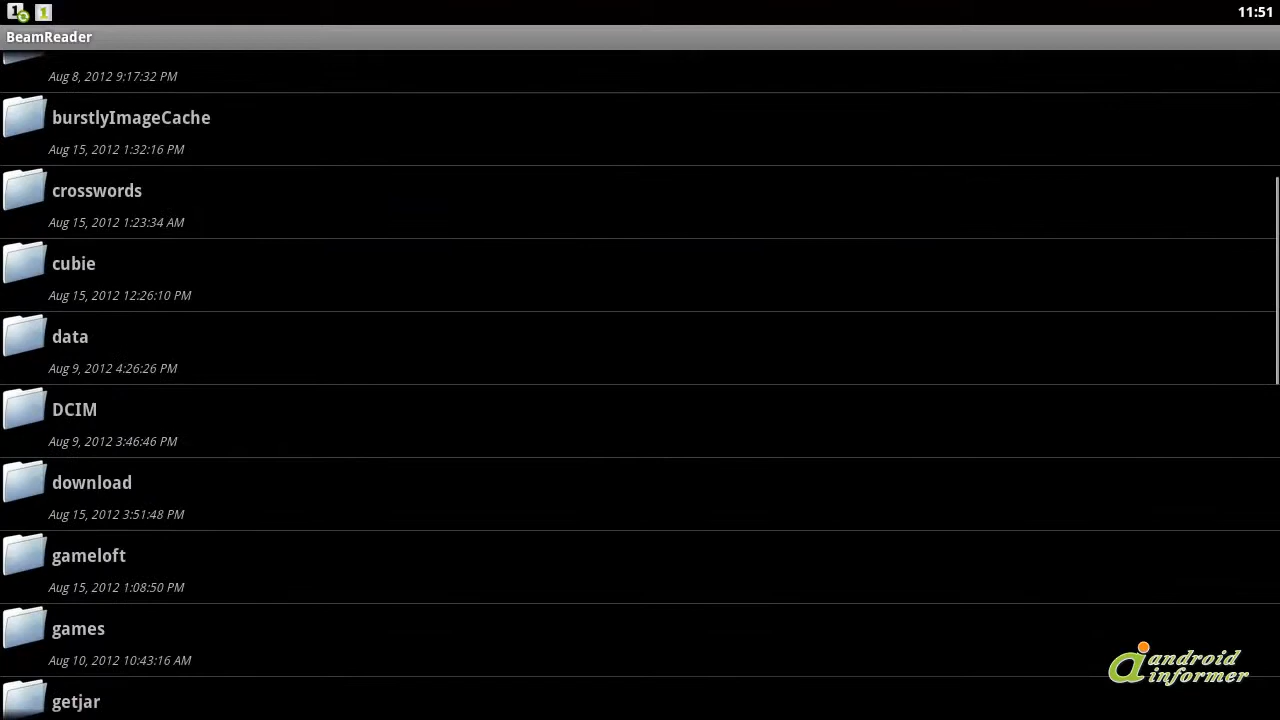 1 1 11:51
BeamReader
Aug 8, 2012 9:17:32 PM
burstlyImageCache
Aug 15, 2012 1:32:16 PM
crosswords
Aug 15, 2012 1:23:34 AM
cubie
Aug 15, 2012 12:26:10 PM
data
Aug 9, 2012 4:26:26 PM
DCIM
Aug 9, 2012 3:46:46 PM
download
Aug 15, 2012 3:51:48 PM
gameloft
Aug 15, 2012 1:08:50 PM
games
Aug 10, 2012 10:43:16 AM
getjar
android
informer